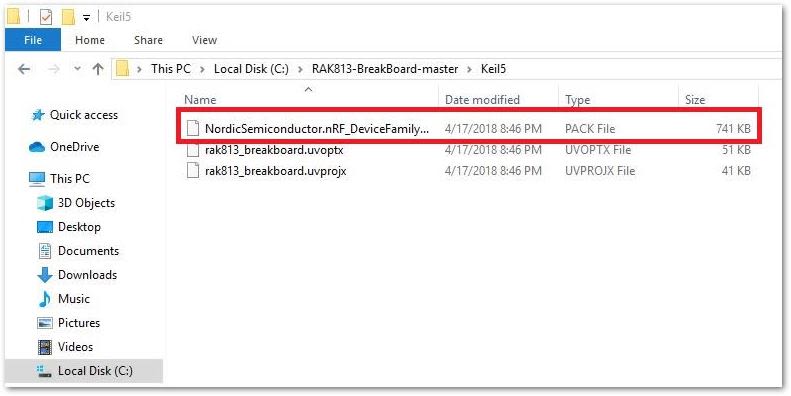 Keil5
File Home Share View
This PC > Local Disk (C:) > RAK813-BreakBoard-master > Keil5
Name Date modified Type Size
Quick access
OneDrive
This PC
3D Objects
Desktop
Documents
Downloads
Music
Pictures
Videos
Local Disk (C:)
NordicSemiconductor.nRF_DeviceFamily... 4/17/2018 8:46 PM PACK File 741 KB
rak813_breakboard.uvoptx 4/17/2018 8:46 PM UVOPTX File 51 KB
rak813_breakboard.uvprojx 4/17/2018 8:46 PM UVPROJX File 41 KB